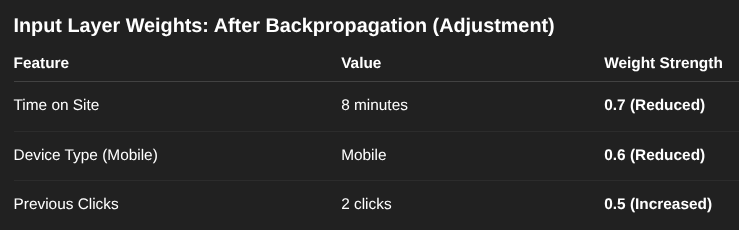 Input Layer Weights: After Backpropagation (Adjustment)
Feature Value Weight Strength
Time on Site 8 minutes 0.7 (Reduced)
Device Type (Mobile) Mobile 0.6 (Reduced)
Previous Clicks 2 clicks 0.5 (Increased)